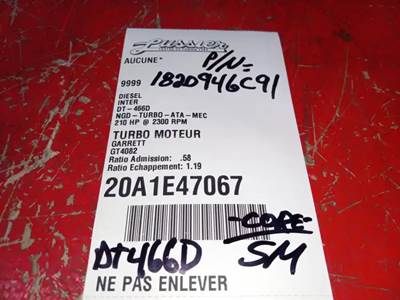 PILLMER
AUCUNE*
P/N=
1820946C91
9999
DIESEL
INTER
DT-466D
NGD-TURBO-ATA-MEC
210 HP @ 2300 RPM
TURBO MOTEUR
GARRETT
GT4082
Ratio Admission: .58
Ratio Echappement: 1.19
20A1E47067
-CORE-
DT466D SM
NE PAS ENLEVER